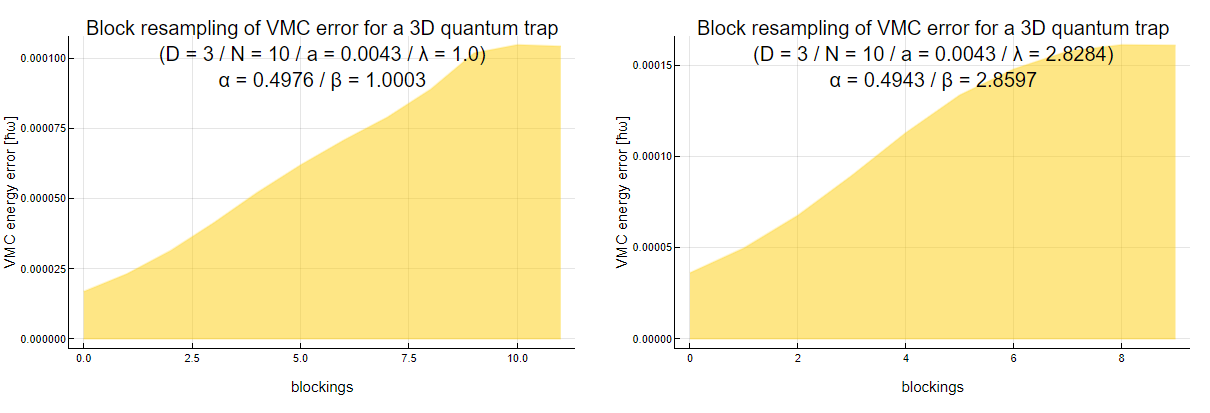 Block resampling of VMC error for a 3D quantum trap
(D = 3 / N = 10 / a = 0.0043 / λ = 1.0)
α = 0.4976 / β = 1.0003
VMC energy error [ħω]
0.000100
0.000075
0.000050
0.000025
0.000000
0.0 2.5 5.0 7.5 10.0
blockings
Block resampling of VMC error for a 3D quantum trap
(D = 3 / N = 10 / a = 0.0043 / λ = 2.8284)
α = 0.4943 / β = 2.8597
VMC energy error [ħω]
0.00015
0.00010
0.00005
0.00000
0 2 4 6 8
blockings